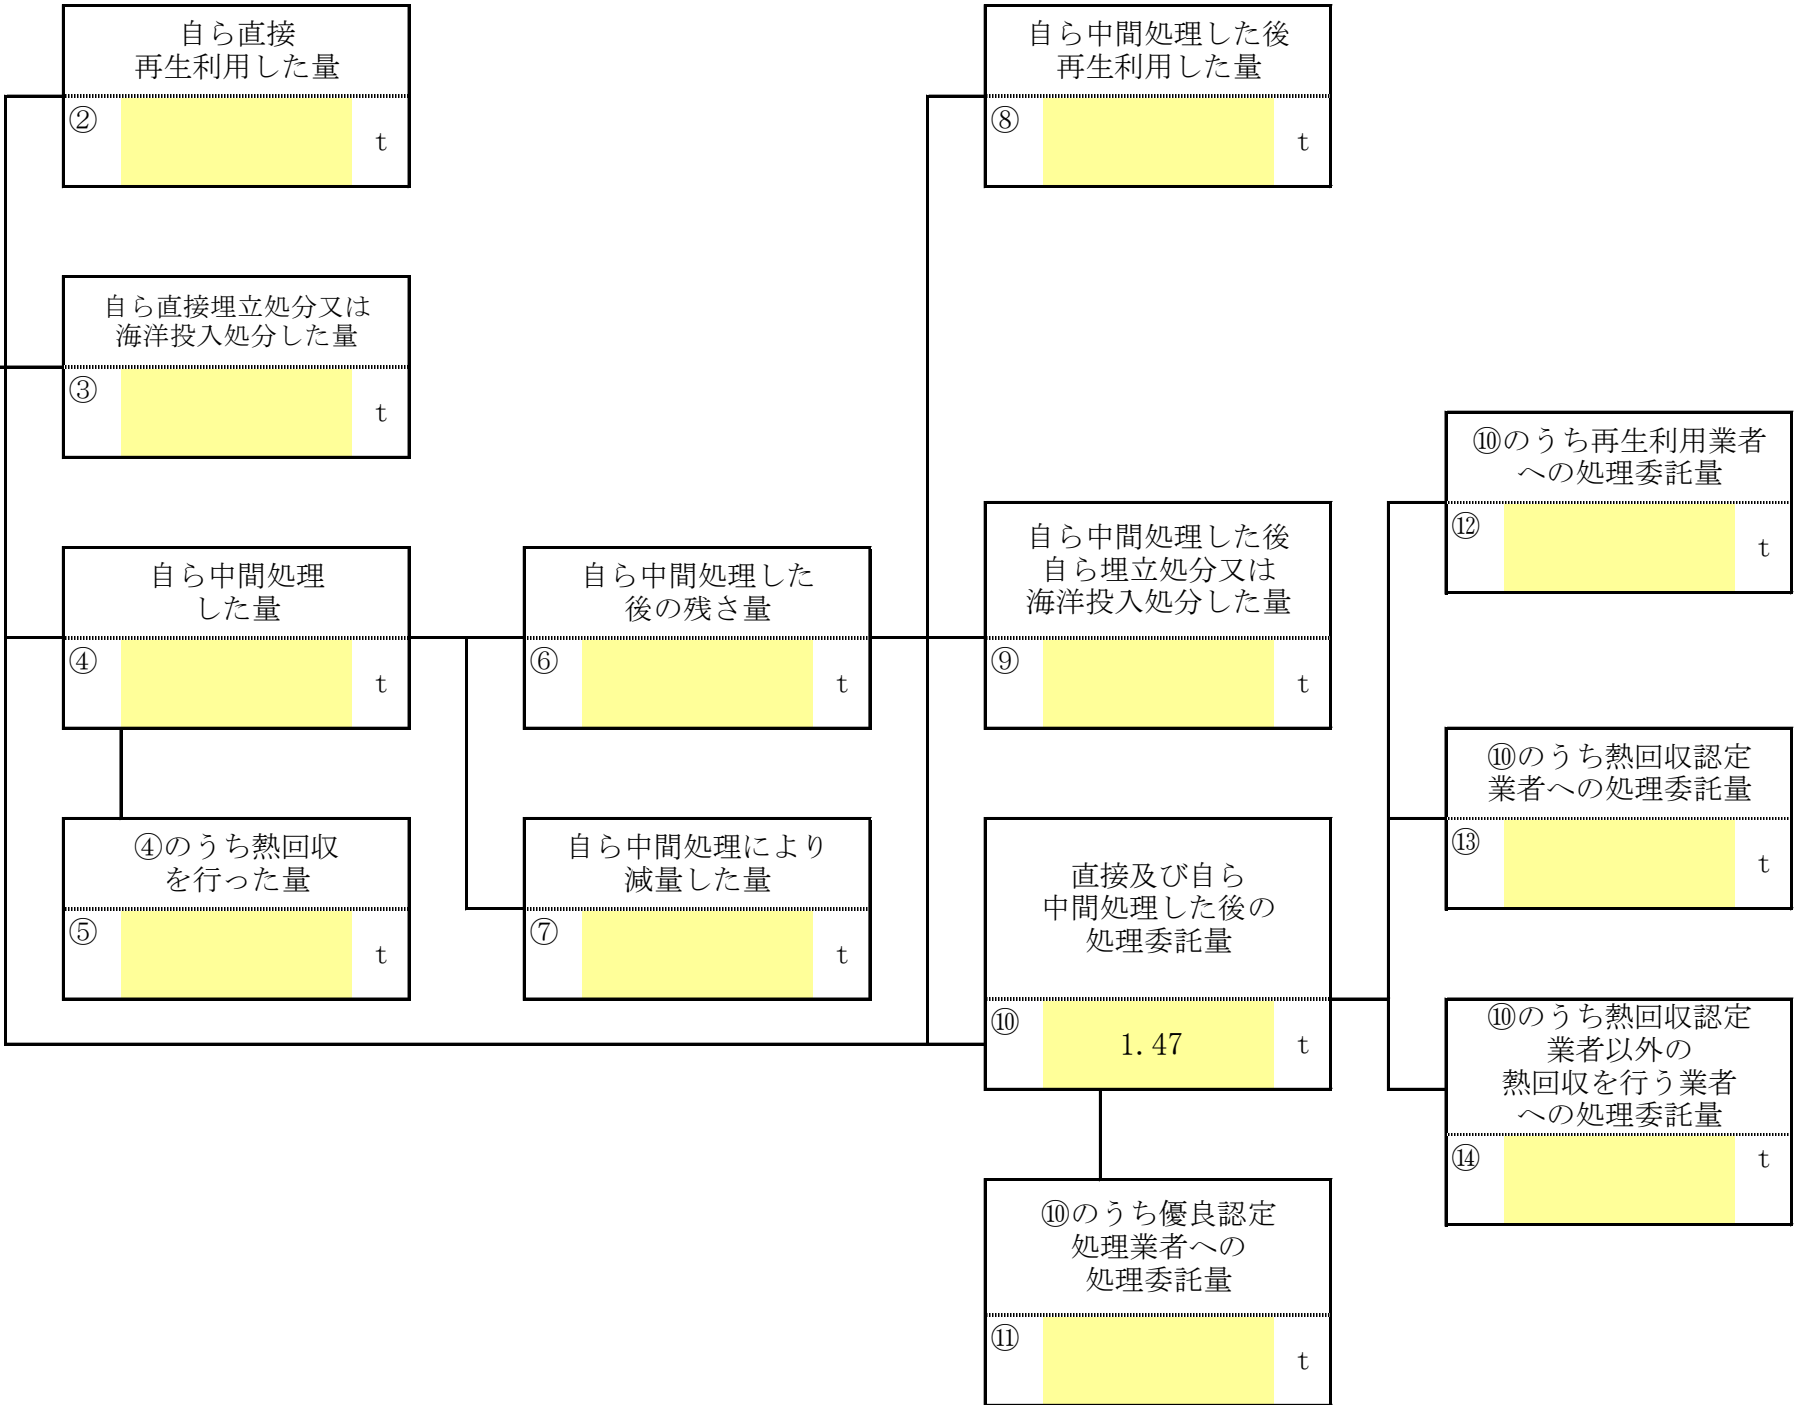 自ら直接
再生利用した量
②
t
自ら中間処理した後
再生利用した量
⑧
t
自ら直接埋立処分又は
海洋投入処分した量
③
t
⑩のうち再生利用業者
への処理委託量
⑫
t
自ら中間処理
した量
④
t
自ら中間処理した
後の残さ量
⑥
t
自ら中間処理した後
自ら埋立処分又は
海洋投入処分した量
⑨
t
⑩のうち熱回収認定
業者への処理委託量
⑬
t
④のうち熱回収
を行った量
⑤
t
自ら中間処理により
減量した量
⑦
t
直接及び自ら
中間処理した後の
処理委託量
⑩
1.47
t
⑩のうち熱回収認定
業者以外の
熱回収を行う業者
への処理委託量
⑭
t
⑩のうち優良認定
処理業者への
処理委託量
⑪
t